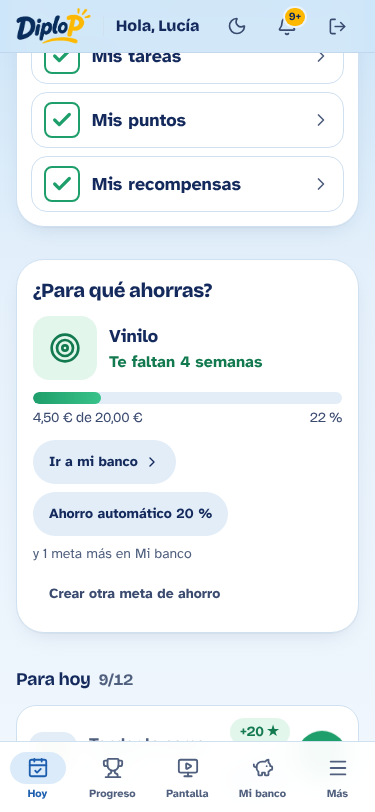 DiploP
Hola, Lucía
9+
Mis tareas
Mis puntos
Mis recompensas
¿Para qué ahorras?
Vinilo
Te faltan 4 semanas
4,50 € de 20,00 €
22 %
Ir a mi banco
Ahorro automático 20 %
y 1 meta más en Mi banco
Crear otra meta de ahorro
Para hoy 9/12
+20 ★
Hoy
Progreso
Pantalla
Mi banco
Más